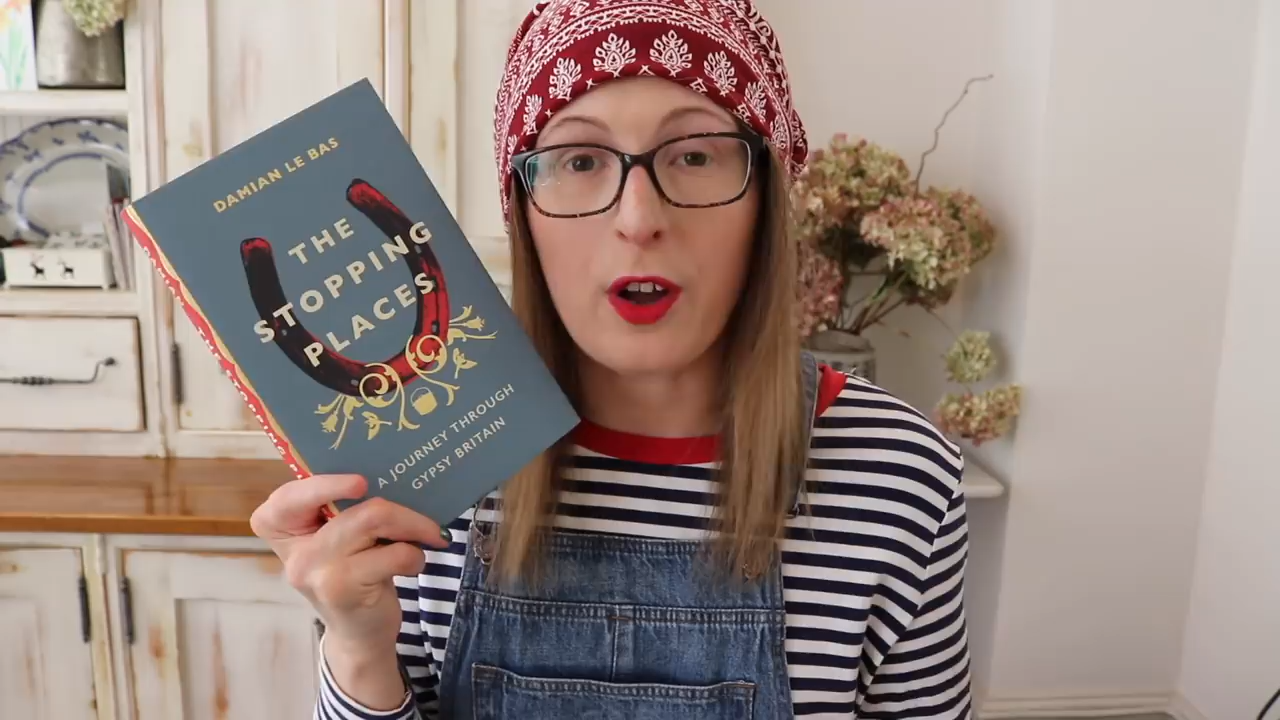 DAMIAN LE BAS
THE
STOPPING
PLACES
A JOURNEY THROUGH
GYPSY BRITAIN